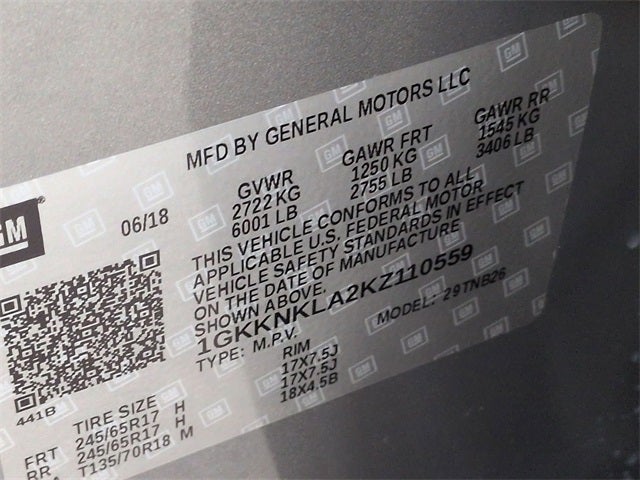 MFD BY GENERAL MOTORS LLC
GM
06/18
GVWR GAWR FRT GAWR RR
2722 KG 1250 KG 1545 KG
6001 LB 2755 LB 3406 LB
THIS VEHICLE CONFORMS TO ALL
APPLICABLE U.S. FEDERAL MOTOR
VEHICLE SAFETY STANDARDS IN EFFECT
ON THE DATE OF MANUFACTURE
SHOWN ABOVE.
1GKKNKLA2KZ110559
TYPE: M.P.V. MODEL: 29TNB26
441B
TIRE SIZE RIM
FRT 245/65R17 H 17X7.5J
RR 245/65R17 H 17X7.5J
T135/70R18 M 18X4.5B